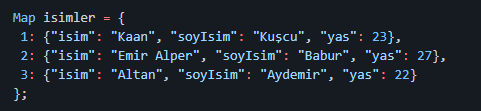 Map isimler = {
 1: {"isim": "Kaan", "soyIsim": "Kuşcu", "yas": 23},
 2: {"isim": "Emir Alper", "soyIsim": "Babur", "yas": 27},
 3: {"isim": "Altan", "soyIsim": "Aydemir", "yas": 22}
};